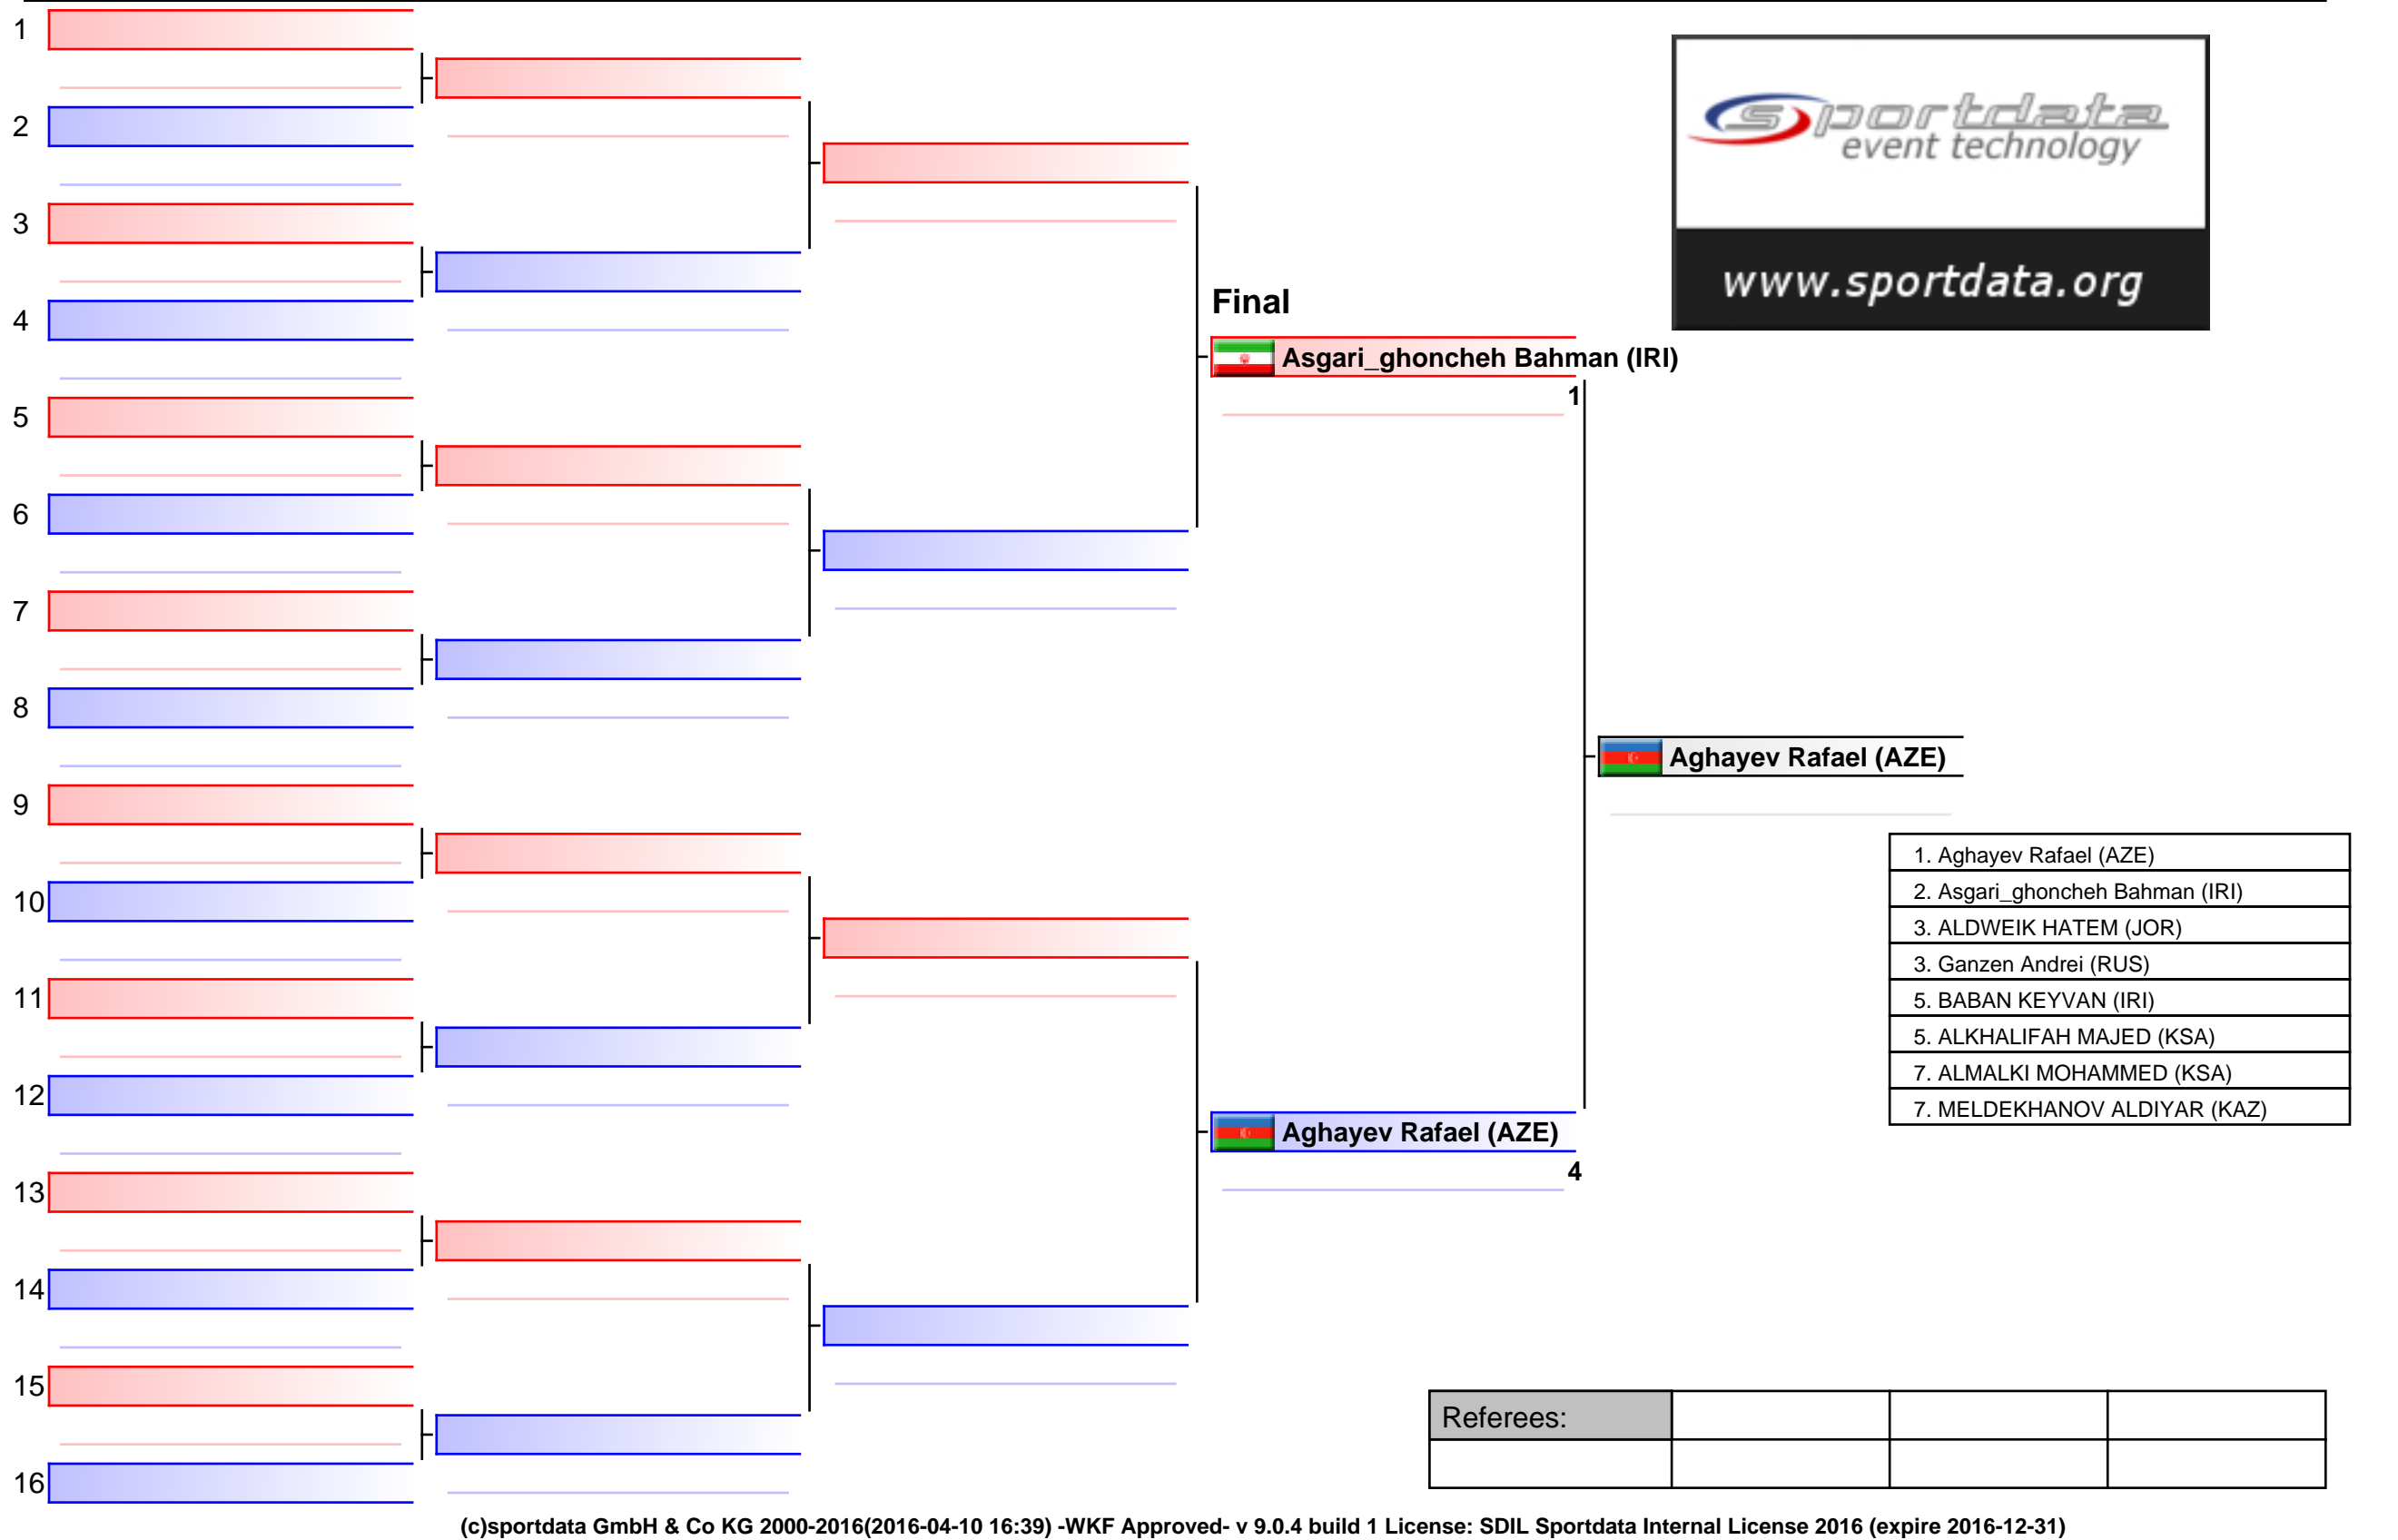 1
2
3
4
5
6
7
8
9
10
11
12
13
14
15
16
sportdata
event technology
www.sportdata.org
Final
Asgari_ghoncheh Bahman (IRI)
1
Aghayev Rafael (AZE)
Aghayev Rafael (AZE)
4
1. Aghayev Rafael (AZE)
2. Asgari_ghoncheh Bahman (IRI)
3. ALDWEIK HATEM (JOR)
3. Ganzen Andrei (RUS)
5. BABAN KEYVAN (IRI)
5. ALKHALIFAH MAJED (KSA)
7. ALMALKI MOHAMMED (KSA)
7. MELDEKHANOV ALDIYAR (KAZ)
Referees:
(c)sportdata GmbH & Co KG 2000-2016(2016-04-10 16:39) -WKF Approved- v 9.0.4 build 1 License: SDIL Sportdata Internal License 2016 (expire 2016-12-31)